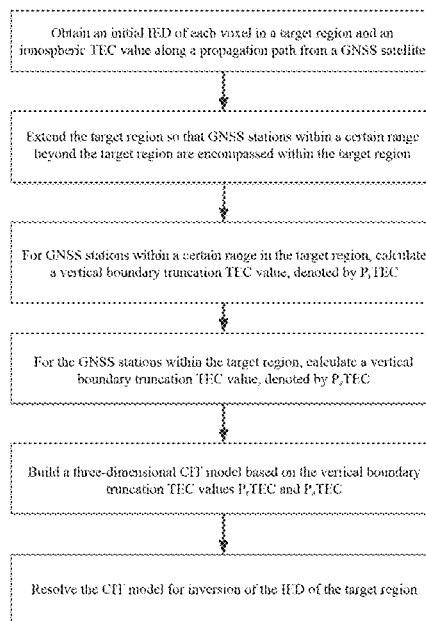 Obtain an initial IED of each voxel in a target region and an
ionospheric TEC value along a propagation path from a GNSS satellite
Extend the target region so that GNSS stations within a certain range
beyond the target region are encompassed within the target region
For GNSS stations within a certain range in the target region, calculate
a vertical boundary truncation TEC value, denoted by PTEC
For the GNSS stations within the target region, calculate a vertical
boundary truncation TEC value, denoted by PTEC
Build a three-dimensional CIT model based on the vertical boundary
truncation TEC values PTEC and PTEC
Resolve the CIT model for inversion of the IED of the target region